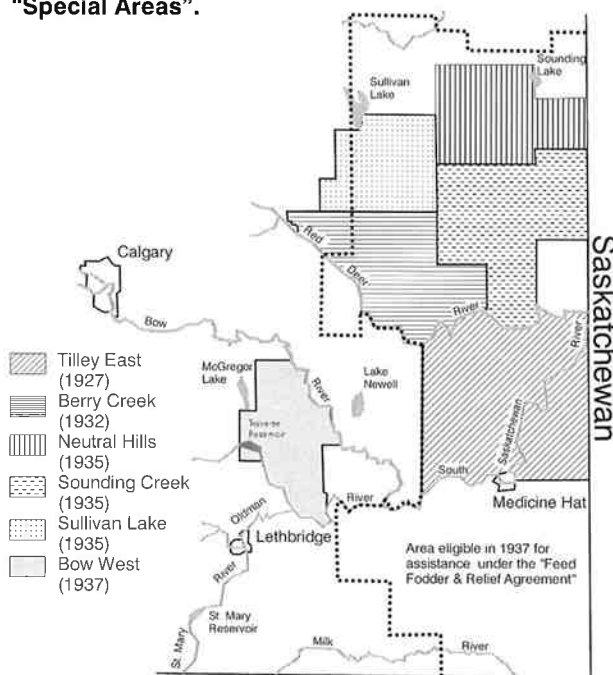 "Special Areas".
Sounding
Lake
Sullivan
Lake
Red
Deer
River
Calgary
Bow
River
McGregor
Lake
Travers
Reservoir
Lake
Newell
River
Saskatchewan
South
Saskatchewan
River
Medicine Hat
Oldman
River
Lethbridge
River
St. Mary
Reservoir
St. Mary
Milk
River
Area eligible in 1937 for
assistance under the "Feed
Fodder & Relief Agreement"
Tilley East
(1927)
Berry Creek
(1932)
Neutral Hills
(1935)
Sounding Creek
(1935)
Sullivan Lake
(1935)
Bow West
(1937)